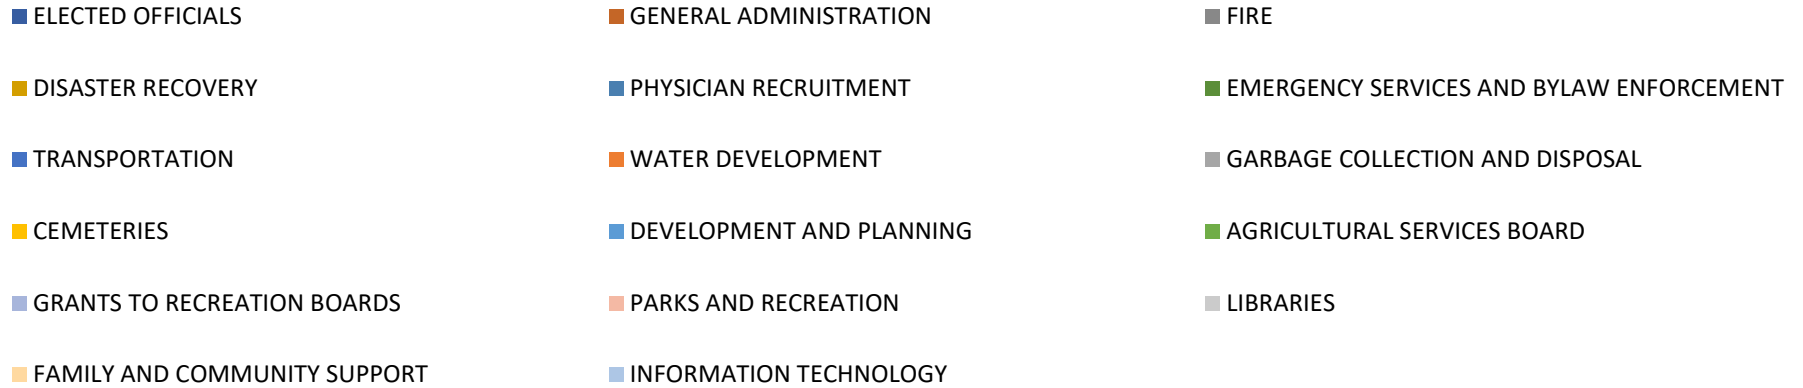 ELECTED OFFICIALS GENERAL ADMINISTRATION FIRE
DISASTER RECOVERY PHYSICIAN RECRUITMENT EMERGENCY SERVICES AND BYLAW ENFORCEMENT
TRANSPORTATION WATER DEVELOPMENT GARBAGE COLLECTION AND DISPOSAL
CEMETERIES DEVELOPMENT AND PLANNING AGRICULTURAL SERVICES BOARD
GRANTS TO RECREATION BOARDS PARKS AND RECREATION LIBRARIES
FAMILY AND COMMUNITY SUPPORT INFORMATION TECHNOLOGY